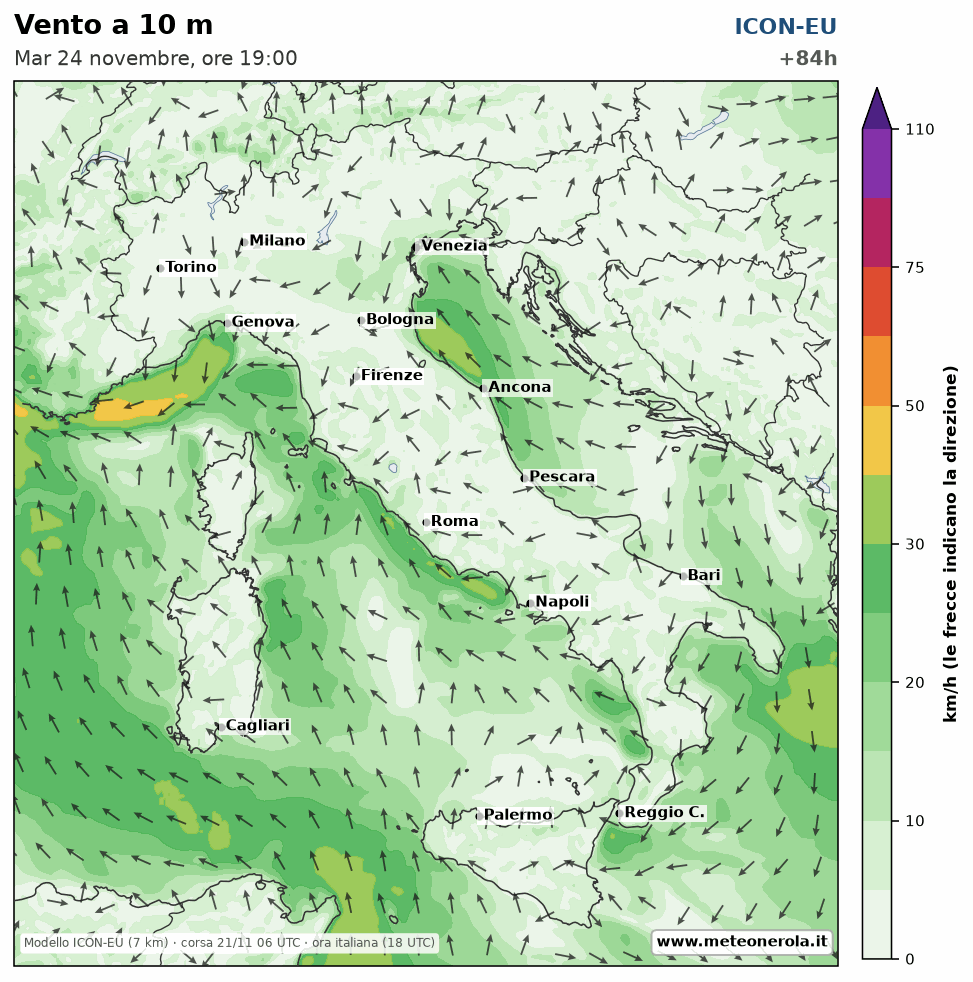 Vento a 10 m
ICON-EU
Mar 24 novembre, ore 19:00
+84h
110
75
50
30
20
10
0
km/h (le frecce indicano la direzione)
Milano
Venezia
Torino
Genova
Bologna
Firenze
Ancona
Pescara
Roma
Bari
Napoli
Cagliari
Palermo
Reggio C.
Modello ICON-EU (7 km) · corsa 21/11 06 UTC · ora italiana (18 UTC)
www.meteonerola.it